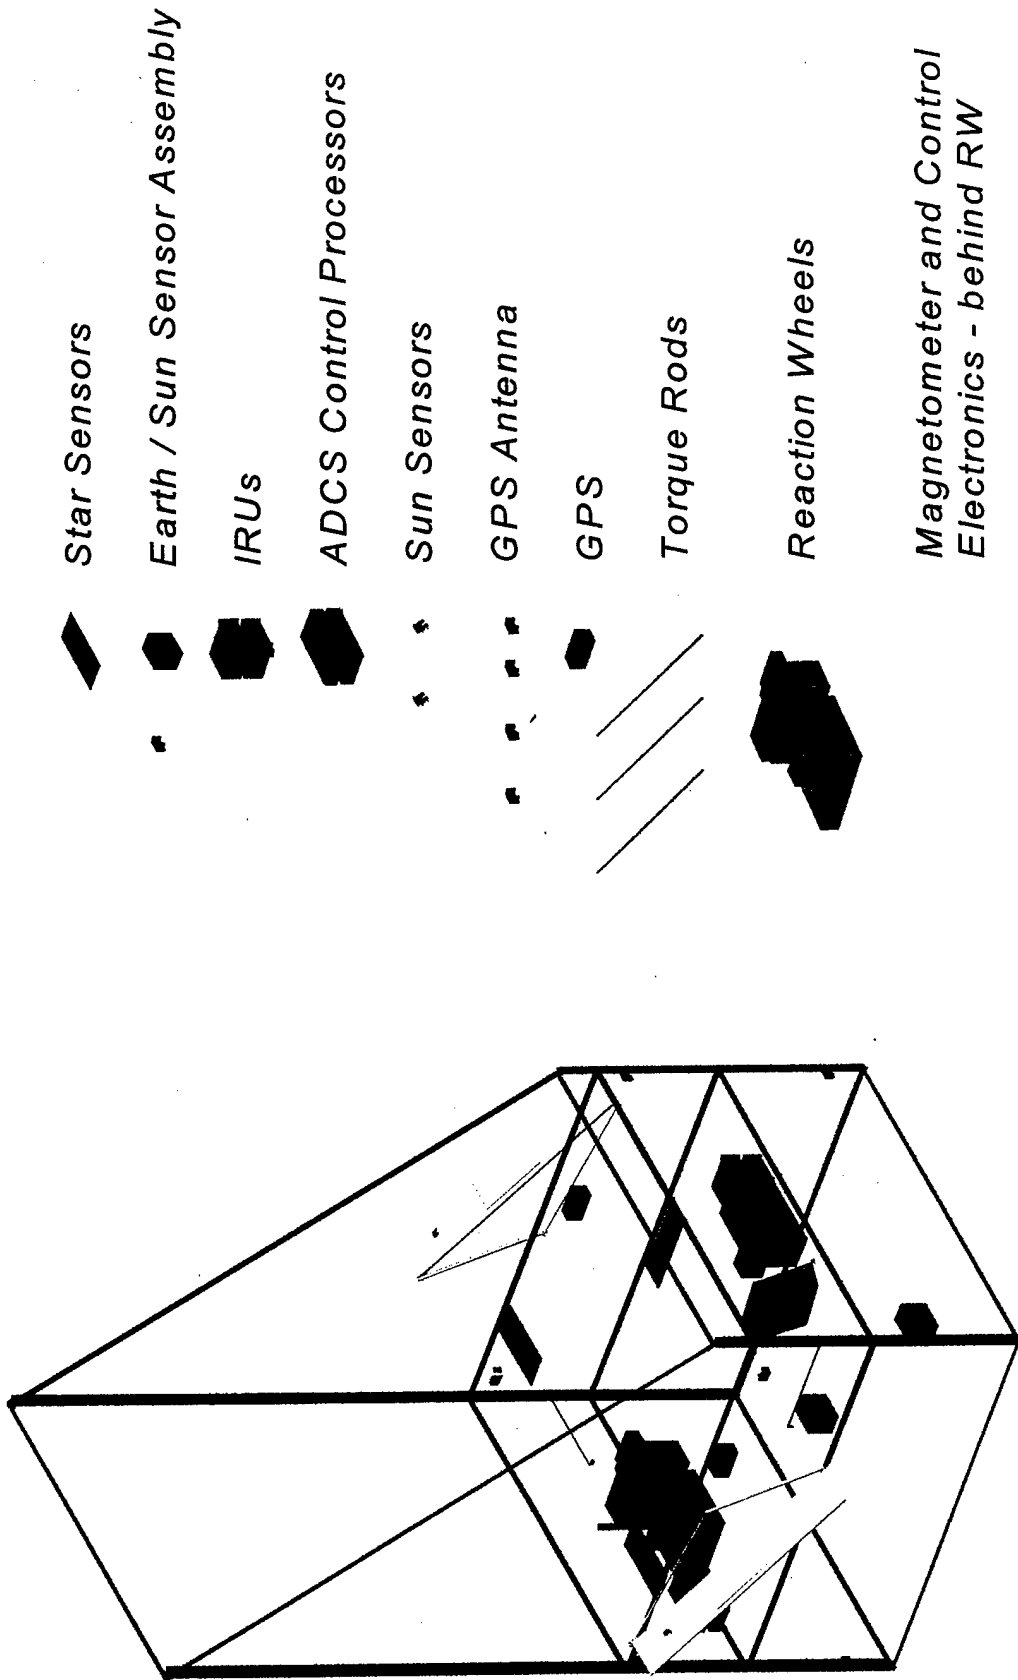 Star Sensors
Earth / Sun Sensor Assembly
IRUs
ADCS Control Processors
Sun Sensors
GPS Antenna
GPS
Torque Rods
Reaction Wheels
Magnetometer and Control
Electronics - behind RW